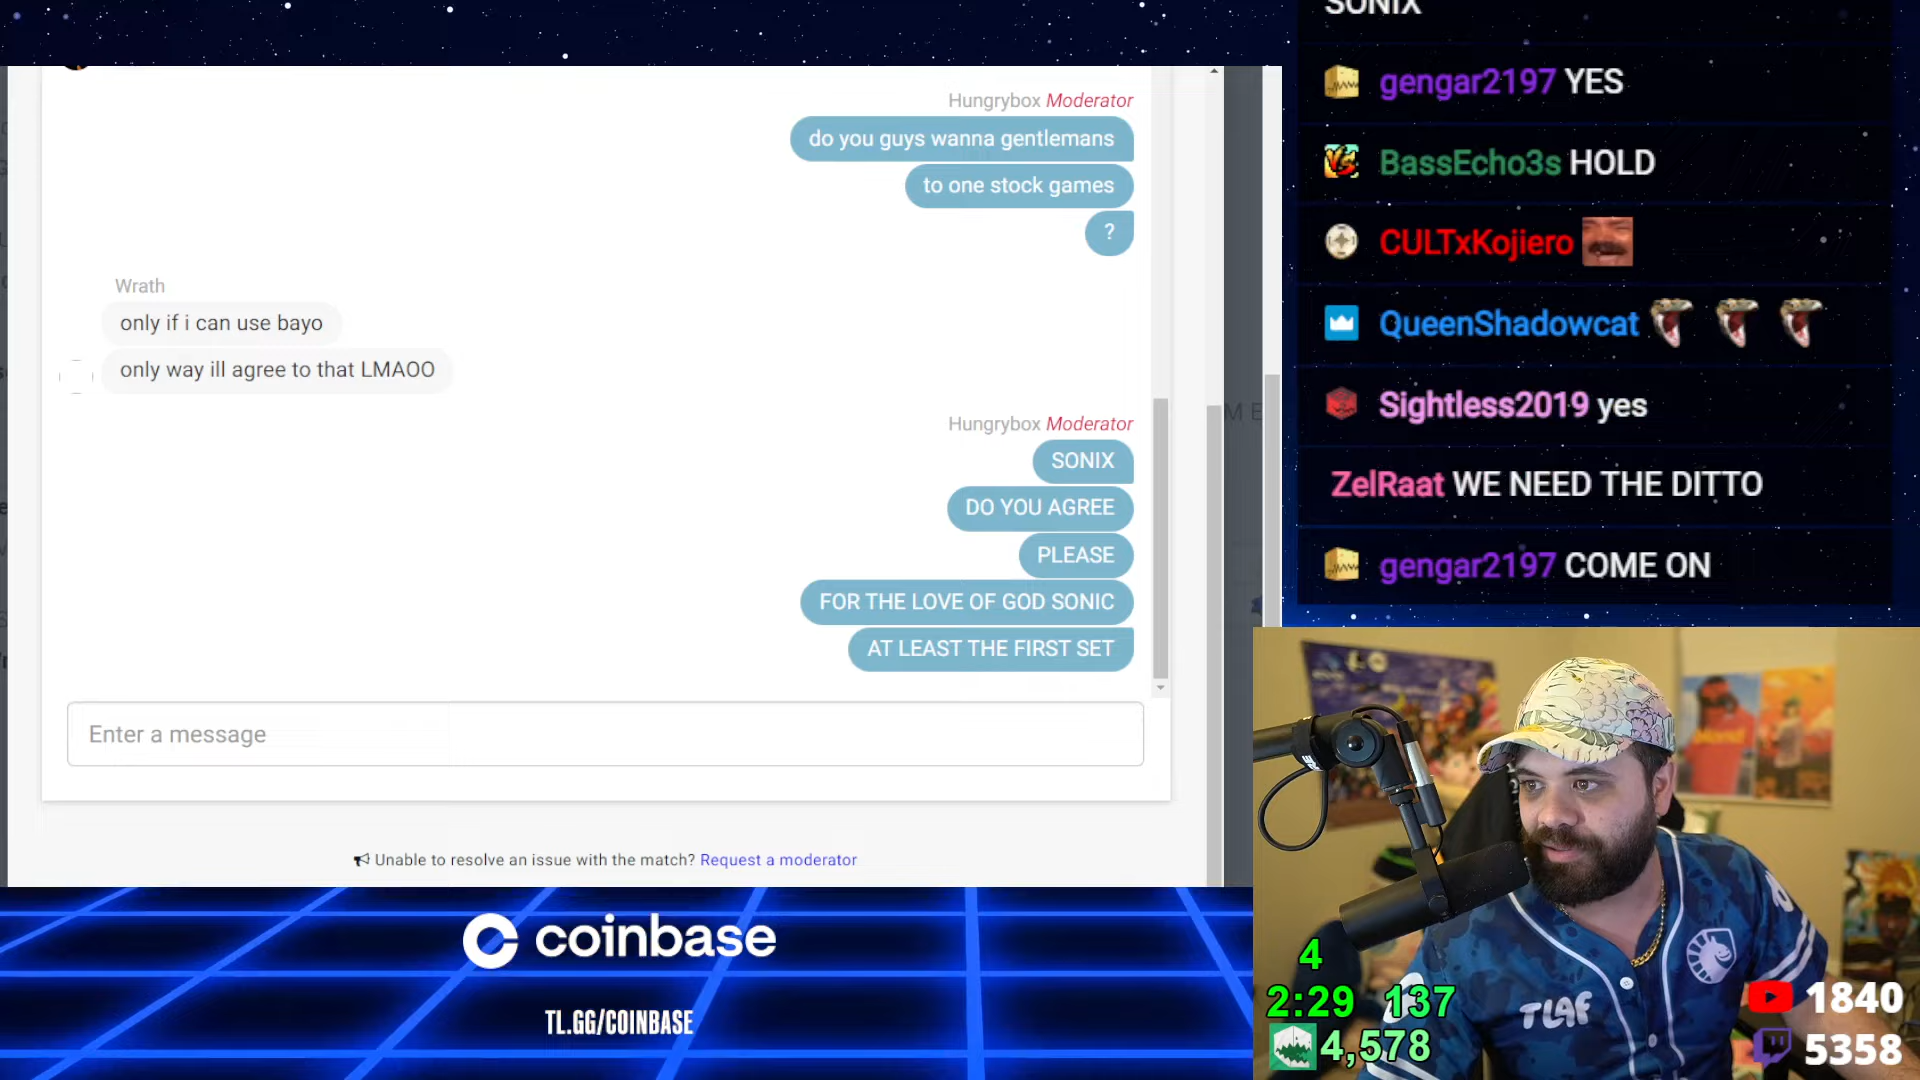 Hungrybox Moderator
do you guys wanna gentlemans
to one stock games
?
Wrath
only if i can use bayo
only way ill agree to that LMAOO
Hungrybox Moderator
SONIX
DO YOU AGREE
PLEASE
FOR THE LOVE OF GOD SONIC
AT LEAST THE FIRST SET
Enter a message
Unable to resolve an issue with the match? Request a moderator
coinbase
TL.GG/COINBASE
SONIX
gengar2197 YES
BassEcho3s HOLD
CULTxKojiero
QueenShadowcat
Sightless2019 yes
ZelRaat WE NEED THE DITTO
gengar2197 COME ON
TLAF
4
2:29 137
4,578
1840
5358